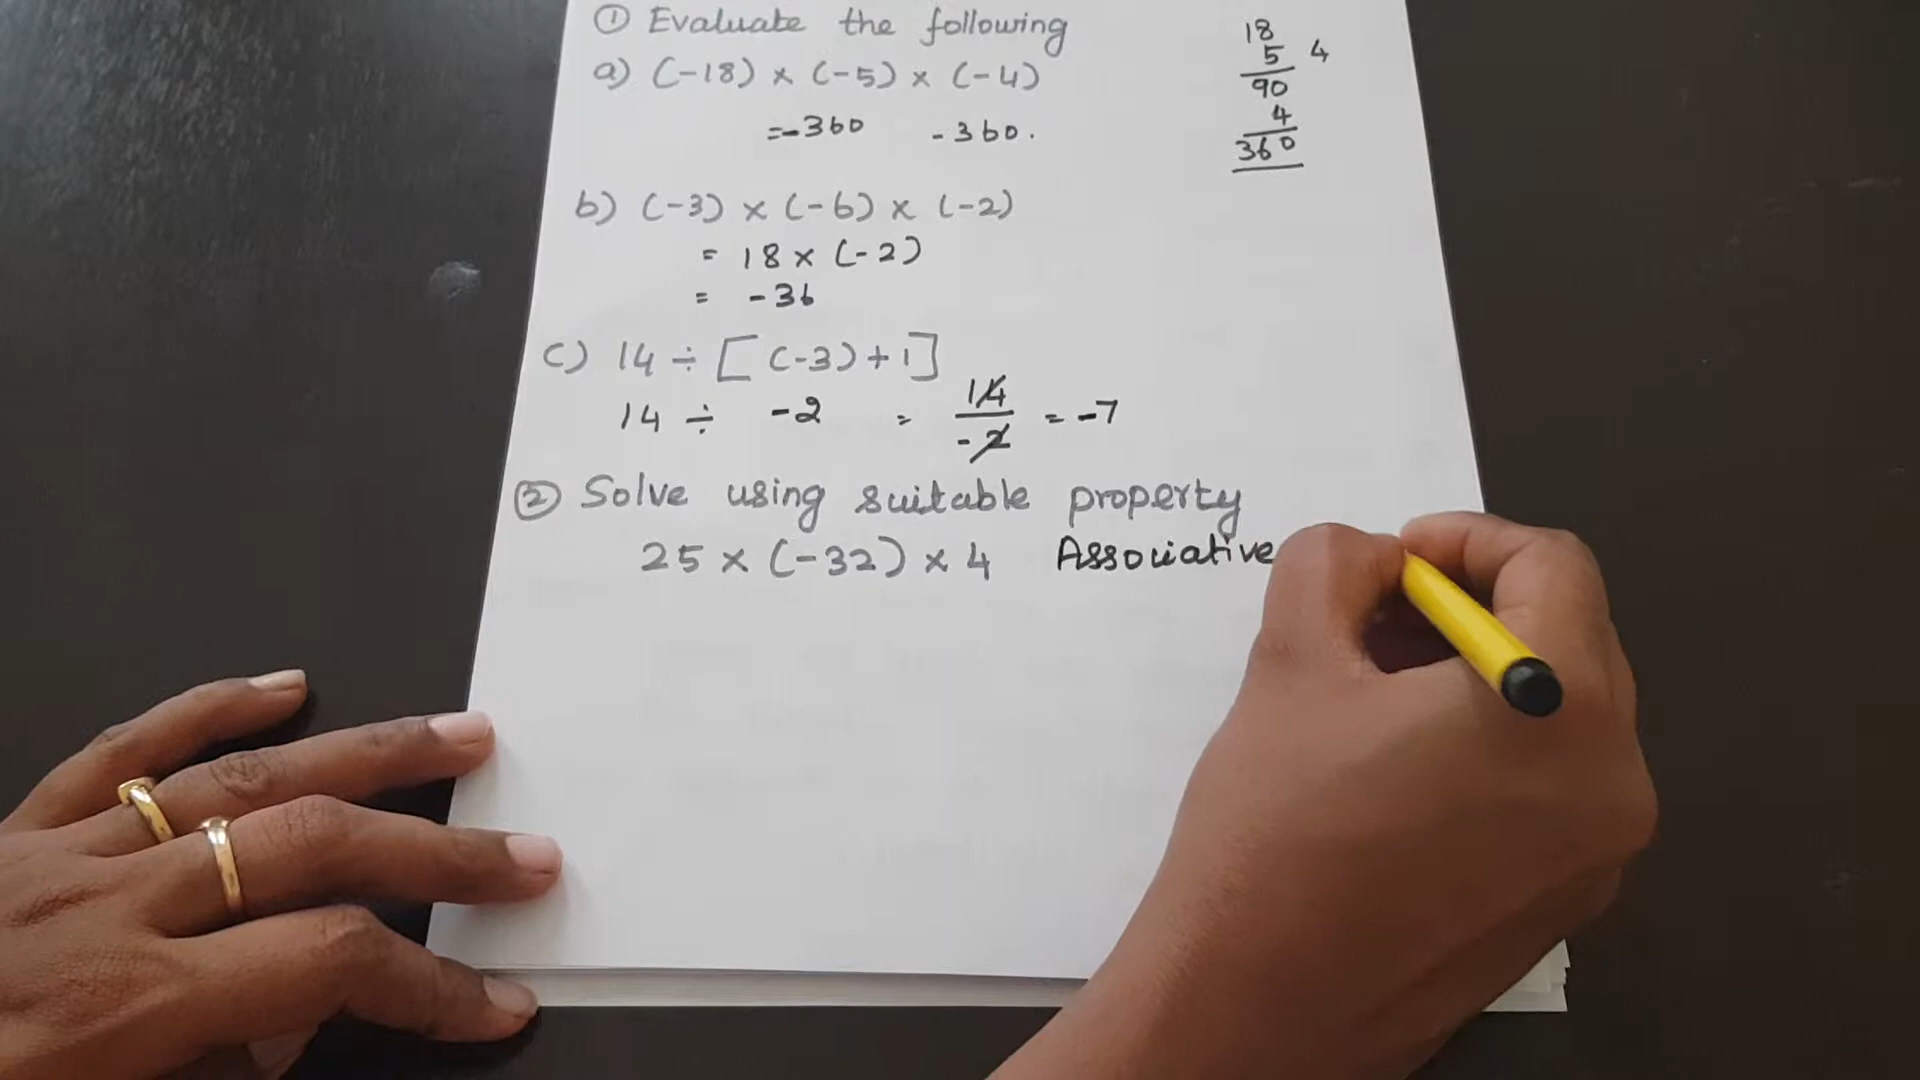 ① Evaluate the following
a) (-18) × (-5) × (-4)
=-360 -360.
18
5 4
90
4
360
b) (-3) × (-6) × (-2)
= 18 × (-2)
= -36
c) 14 ÷ [(-3)+1]
14 ÷ -2 = 14/-2 = -7
② Solve using suitable property
25 × (-32) × 4 Associative